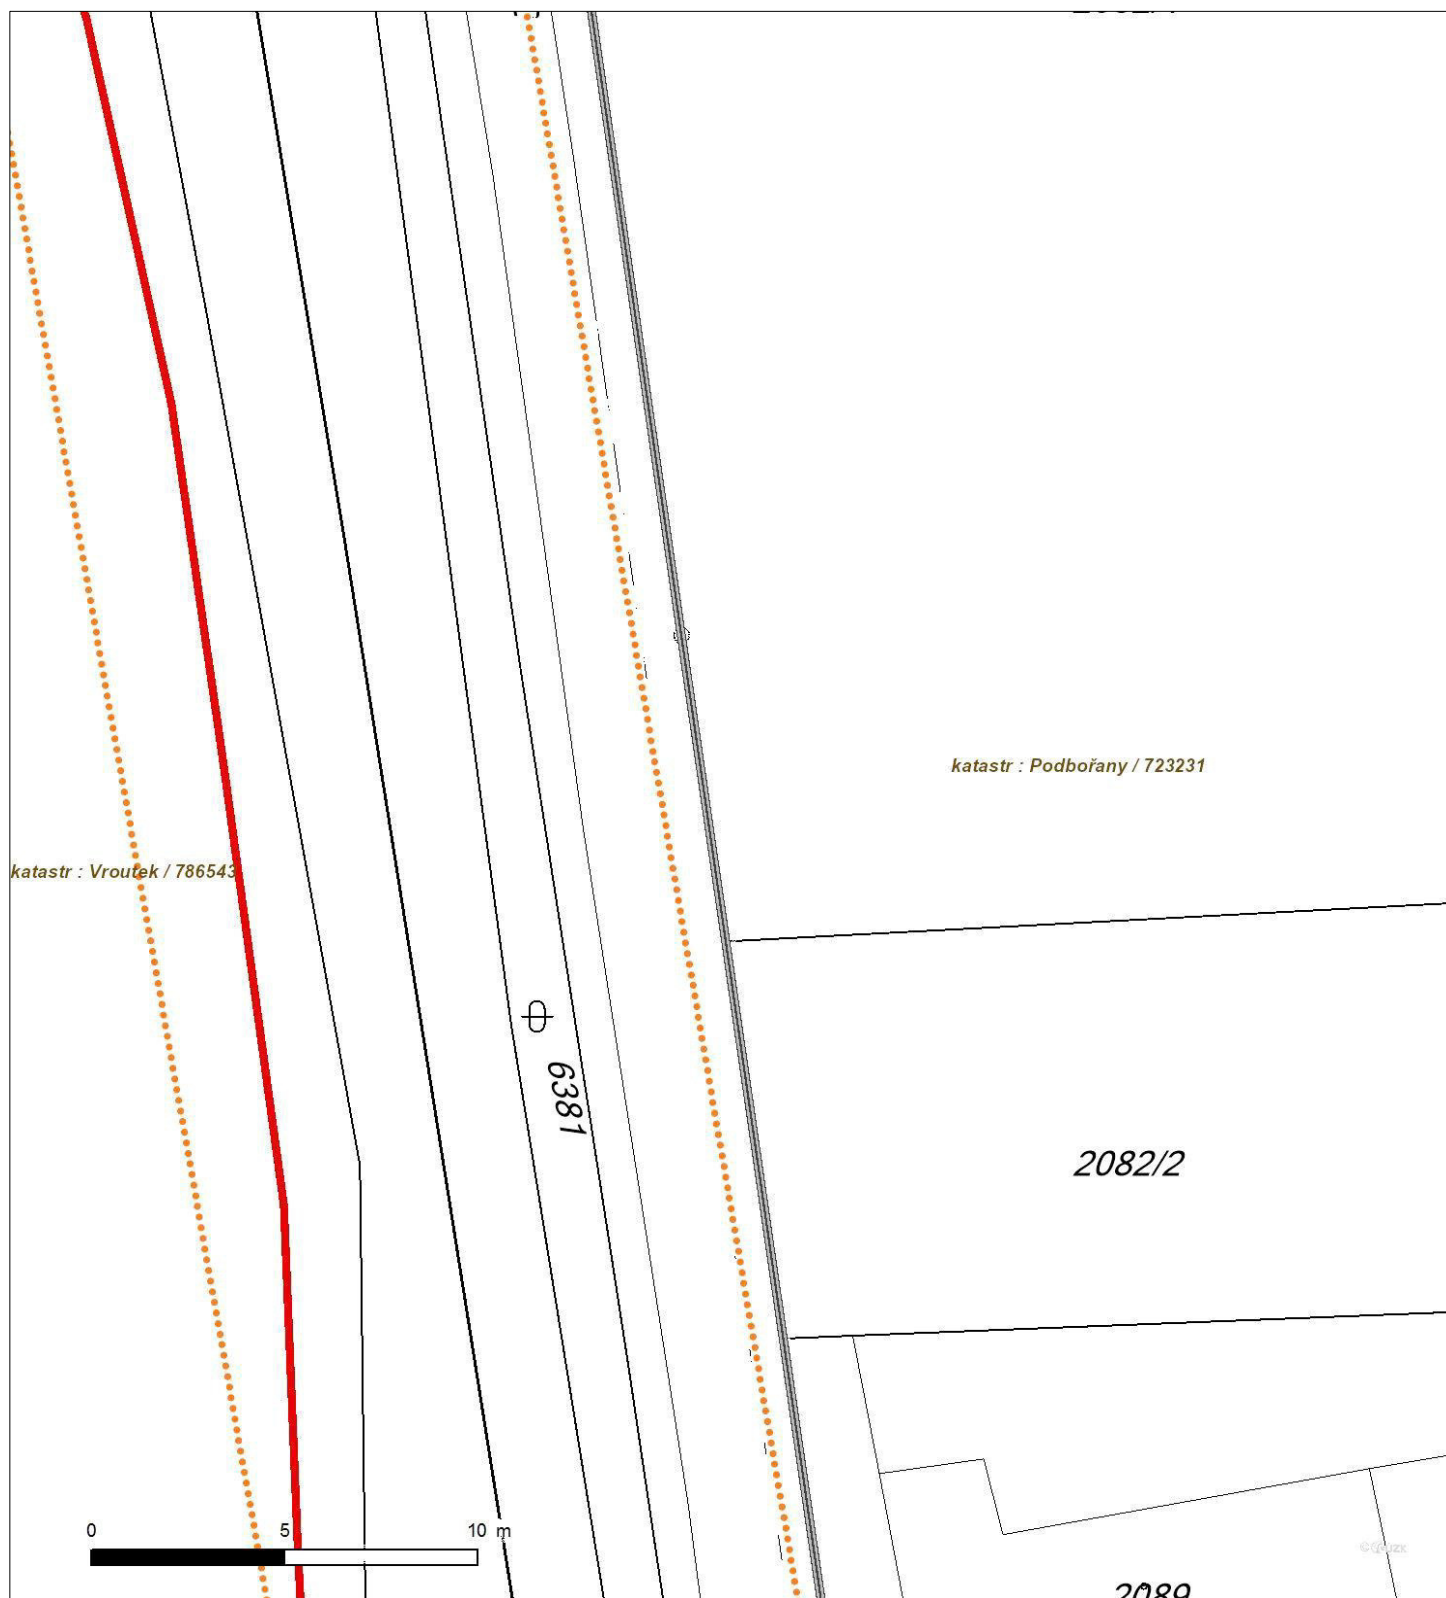 katastr : Podbořany / 723231
katastr : Vroutek / 786543
6381
2082/2
0 5 10 m
2089